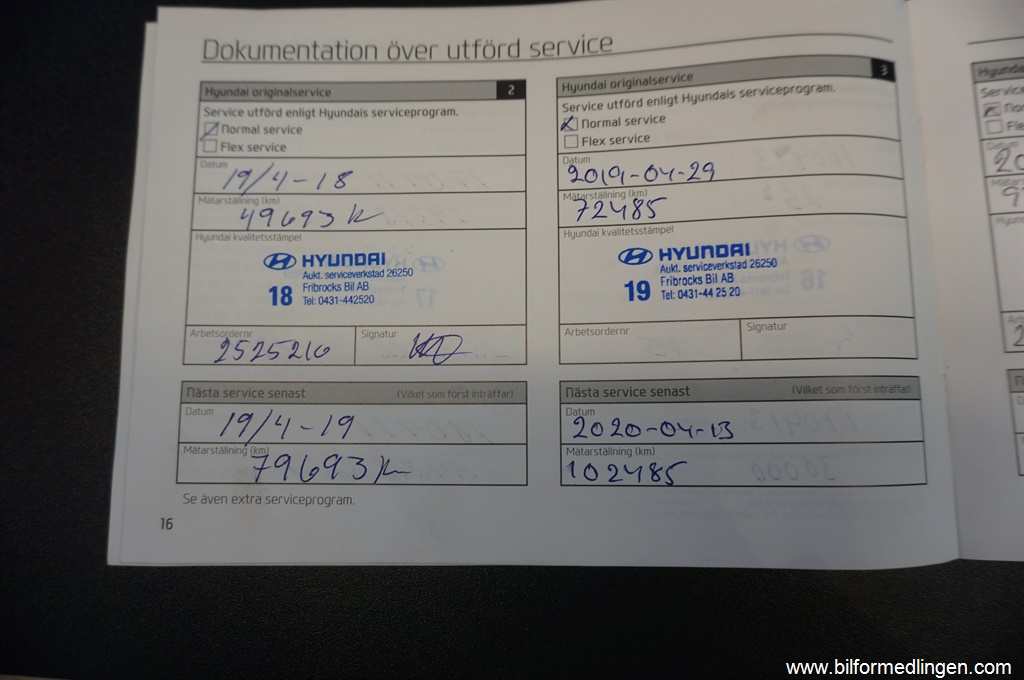 Dokumentation över utförd service
Hyundai originalservice 2
Service utförd enligt Hyundais serviceprogram.
Normal service
Flex service
Datum
19/4-18
Mätarställning (km)
49693 k
Hyundai kvalitetsstämpel
HYUNDAI
Aukt. serviceverkstad 26250
Fribrocks Bil AB
18 Tel: 0431-442520
Arbetsordernr Signatur
2525210
Nästa service senast (Vilket som först inträffar)
Datum
19/4-19
Mätarställning (km)
79693 k
Se även extra serviceprogram.
16
Hyundai originalservice 3
Service utförd enligt Hyundais serviceprogram.
Normal service
Flex service
Datum
2019-04-29
Mätarställning (km)
72485
Hyundai kvalitetsstämpel
HYUNDAI
Aukt. serviceverkstad 26250
Fribrocks Bil AB
19 Tel: 0431-44 25 20
Arbetsordernr Signatur
Nästa service senast (Vilket som först inträffar)
Datum
2020-04-13
Mätarställning (km)
102485
www.bilformedlingen.com